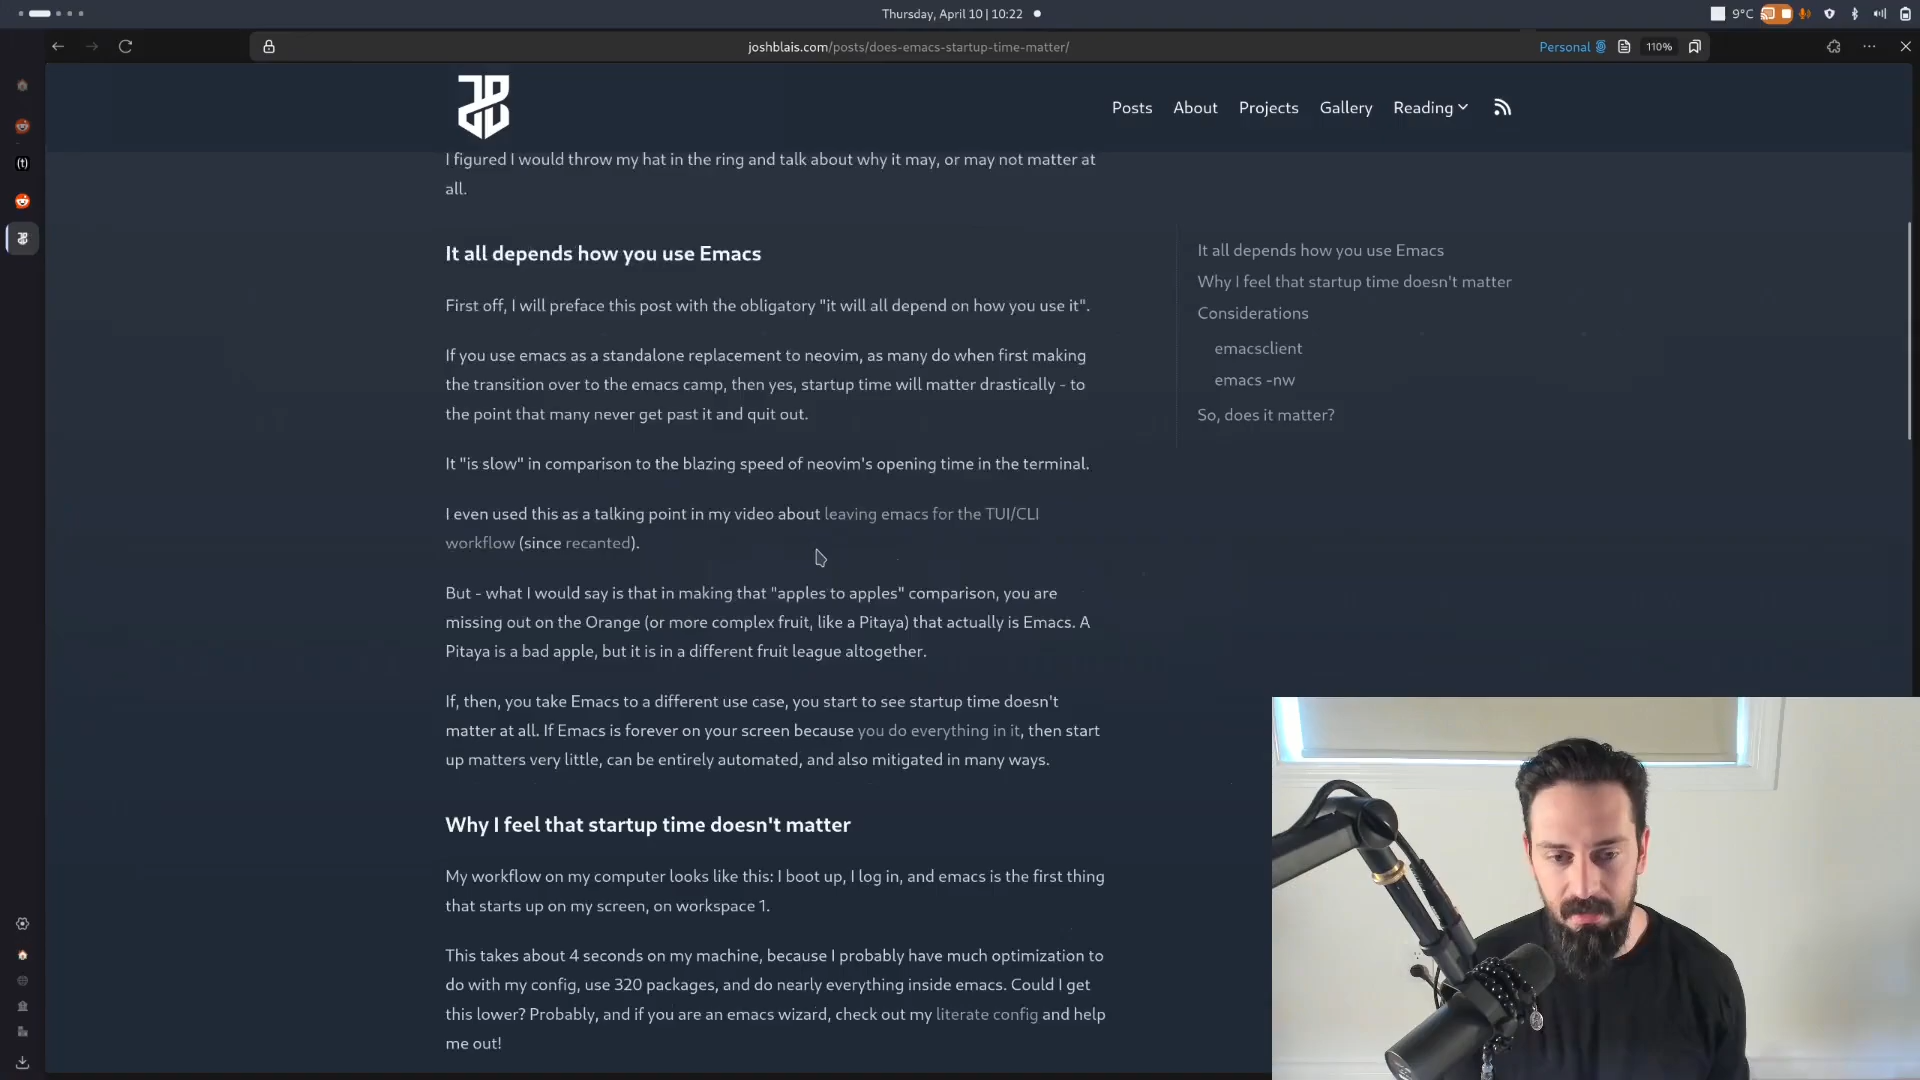 Thursday, April 10 | 10:22
9°C
joshblais.com/posts/does-emacs-startup-time-matter/
Personal
110%
(t)
Posts
About
Projects
Gallery
Reading
I figured I would throw my hat in the ring and talk about why it may, or may not matter at
all.
It all depends how you use Emacs
First off, I will preface this post with the obligatory "it will all depend on how you use it".
If you use emacs as a standalone replacement to neovim, as many do when first making
the transition over to the emacs camp, then yes, startup time will matter drastically - to
the point that many never get past it and quit out.
It "is slow" in comparison to the blazing speed of neovim's opening time in the terminal.
I even used this as a talking point in my video about leaving emacs for the TUI/CLI
workflow (since recanted).
But - what I would say is that in making that "apples to apples" comparison, you are
missing out on the Orange (or more complex fruit, like a Pitaya) that actually is Emacs. A
Pitaya is a bad apple, but it is in a different fruit league altogether.
If, then, you take Emacs to a different use case, you start to see startup time doesn't
matter at all. If Emacs is forever on your screen because you do everything in it, then start
up matters very little, can be entirely automated, and also mitigated in many ways.
Why I feel that startup time doesn't matter
My workflow on my computer looks like this: I boot up, I log in, and emacs is the first thing
that starts up on my screen, on workspace 1.
This takes about 4 seconds on my machine, because I probably have much optimization to
do with my config, use 320 packages, and do nearly everything inside emacs. Could I get
this lower? Probably, and if you are an emacs wizard, check out my literate config and help
me out!
It all depends how you use Emacs
Why I feel that startup time doesn't matter
Considerations
emacsclient
emacs -nw
So, does it matter?